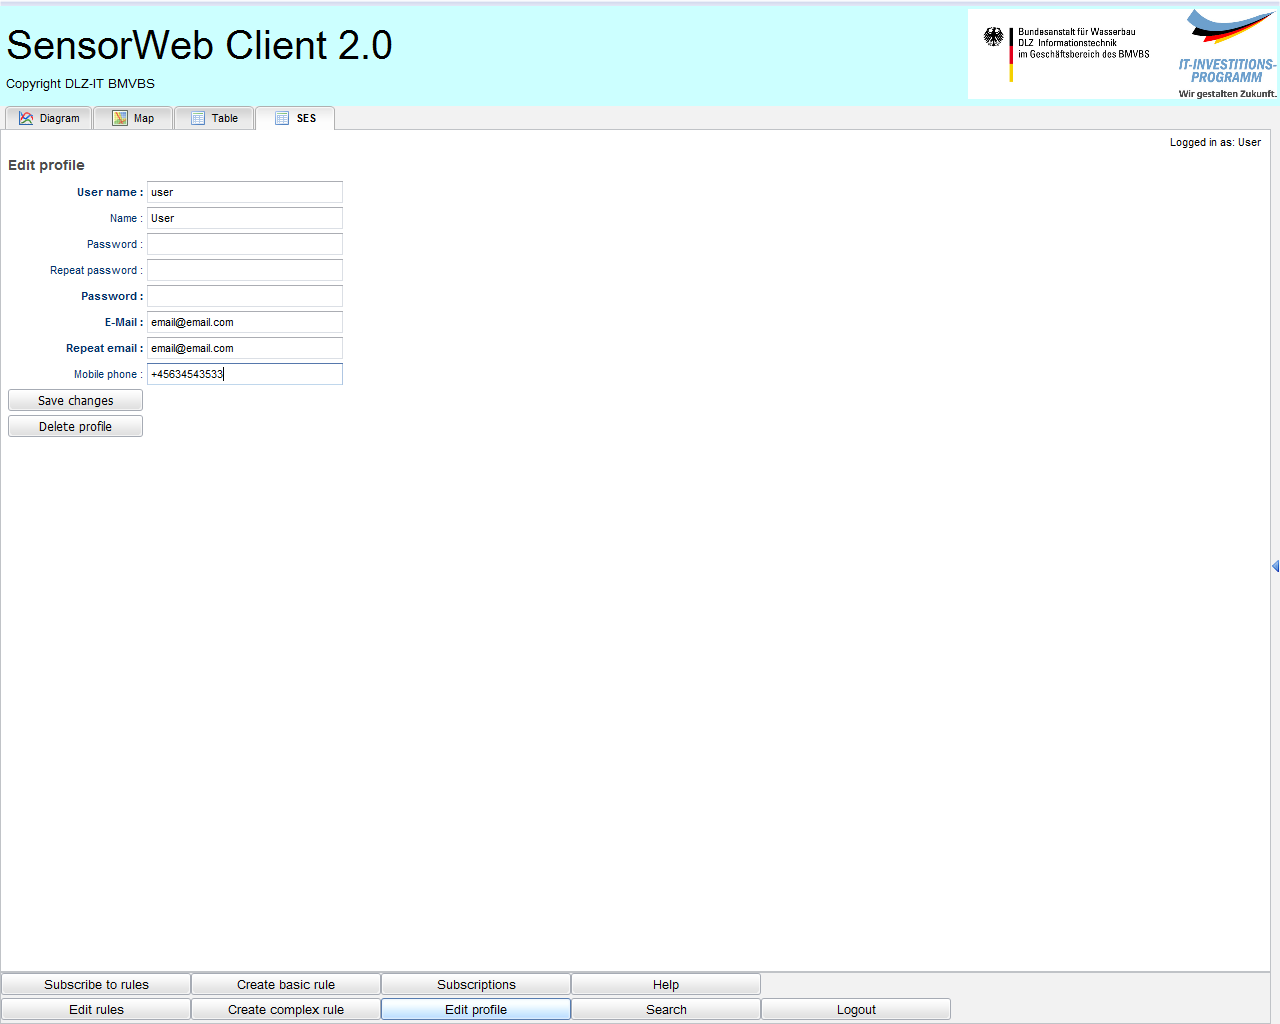 SensorWeb Client 2.0
Copyright DLZ-IT BMVBS
Bundesanstalt für Wasserbau
DLZ Informationstechnik
im Geschäftsbereich des BMVBS
IT-INVESTITIONS-
PROGRAMM
Wir gestalten Zukunft.
Diagram
Map
Table
SES
Logged in as: User
Edit profile
User name : user
Name : User
Password :
Repeat password :
Password :
E-Mail : email@email.com
Repeat email : email@email.com
Mobile phone : +45634543533
Save changes
Delete profile
Subscribe to rules
Create basic rule
Subscriptions
Help
Edit rules
Create complex rule
Edit profile
Search
Logout